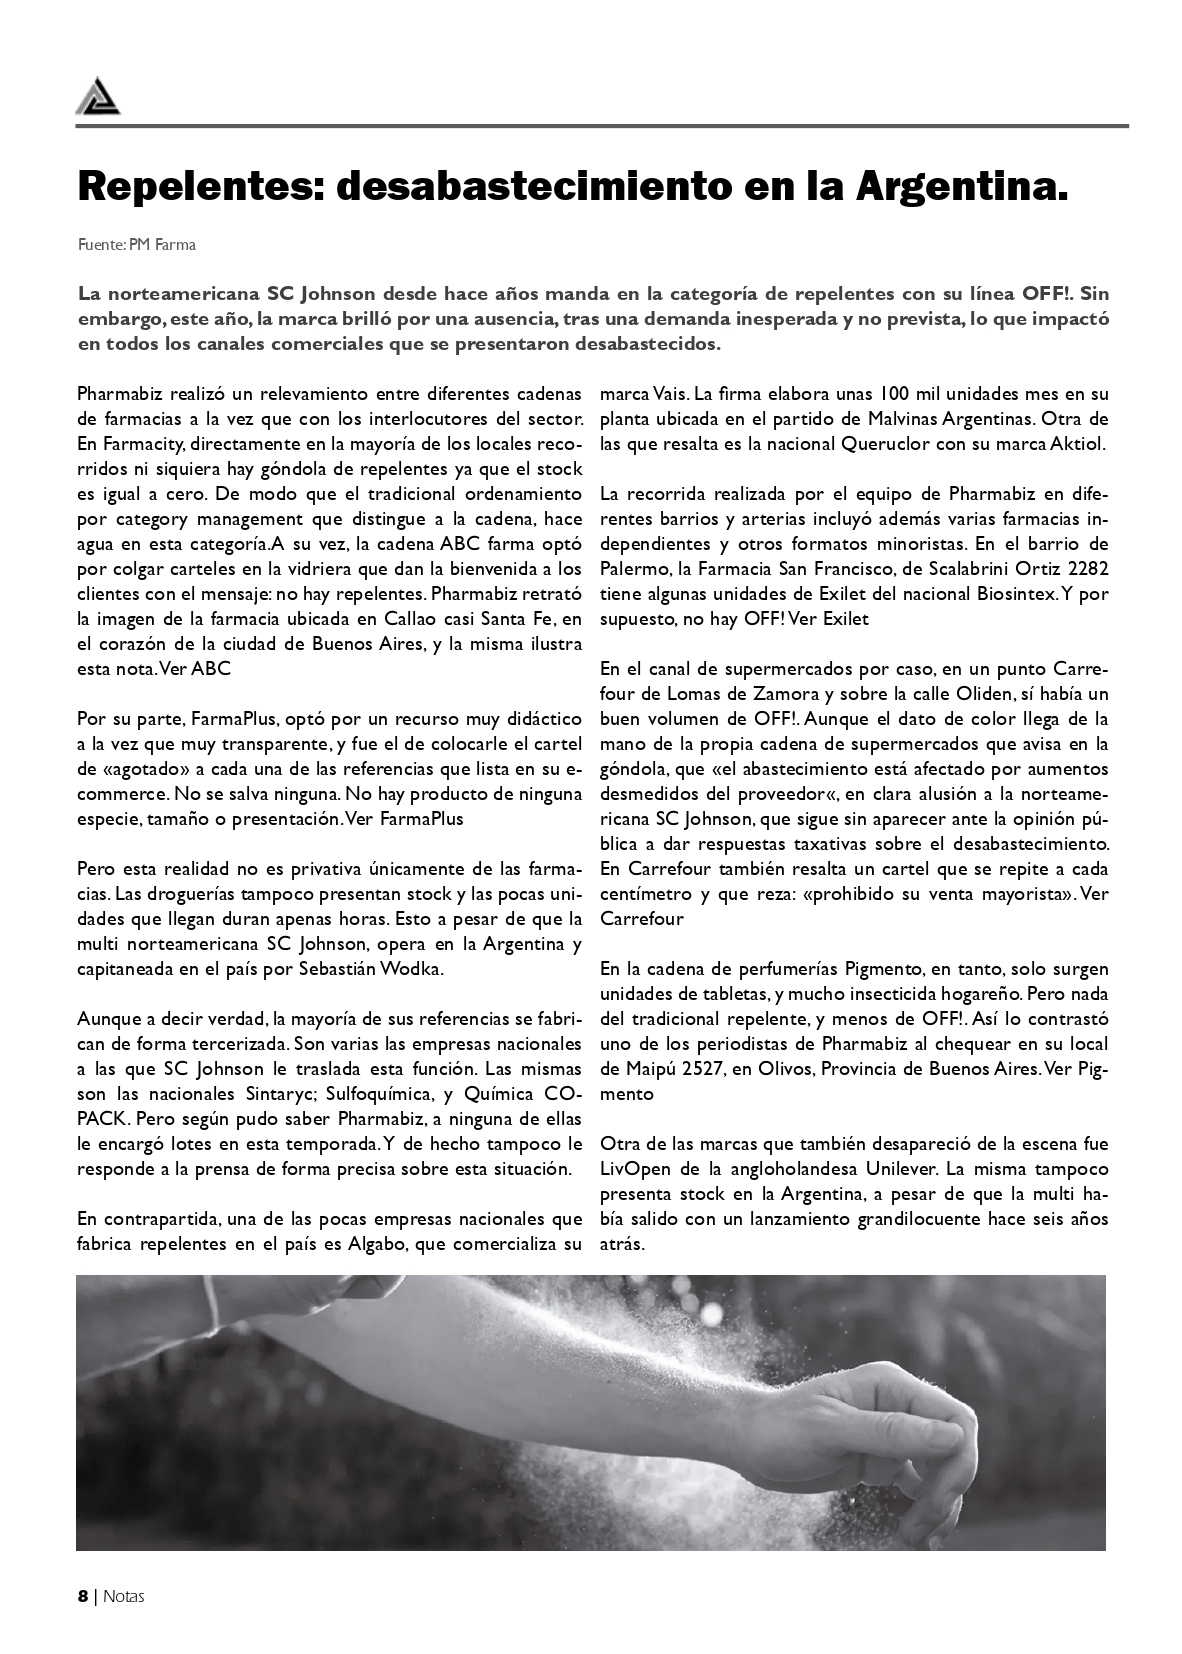 Repelentes: desabastecimiento en la Argentina.
Fuente: PM Farma
La norteamericana SC Johnson desde hace años manda en la categoría de repelentes con su línea OFF!. Sin
embargo, este año, la marca brilló por una ausencia, tras una demanda inesperada y no prevista, lo que impactó
en todos los canales comerciales que se presentaron desabastecidos.
Pharmabiz realizó un relevamiento entre diferentes cadenas
de farmacias a la vez que con los interlocutores del sector.
En Farmacity, directamente en la mayoría de los locales reco-
rridos ni siquiera hay góndola de repelentes ya que el stock
es igual a cero. De modo que el tradicional ordenamiento
por category management que distingue a la cadena, hace
agua en esta categoría.A su vez, la cadena ABC farma optó
por colgar carteles en la vidriera que dan la bienvenida a los
clientes con el mensaje: no hay repelentes. Pharmabiz retrató
la imagen de la farmacia ubicada en Callao casi Santa Fe, en
el corazón de la ciudad de Buenos Aires, y la misma ilustra
esta nota. Ver ABC
Por su parte, FarmaPlus, optó por un recurso muy didáctico
a la vez que muy transparente, y fue el de colocarle el cartel
de «agotado» a cada una de las referencias que lista en su e-
commerce. No se salva ninguna. No hay producto de ninguna
especie, tamaño o presentación. Ver FarmaPlus
Pero esta realidad no es privativa únicamente de las farma-
cias. Las droguerías tampoco presentan stock y las pocas uni-
dades que llegan duran apenas horas. Esto a pesar de que la
multi norteamericana SC Johnson, opera en la Argentina y
capitaneada en el país por Sebastián Wodka.
Aunque a decir verdad, la mayoría de sus referencias se fabri-
can de forma tercerizada. Son varias las empresas nacionales
a las que SC Johnson le traslada esta función. Las mismas
son las nacionales Sintaryc; Sulfoquímica, y Química CO-
PACK. Pero según pudo saber Pharmabiz, a ninguna de ellas
le encargó lotes en esta temporada. Y de hecho tampoco le
responde a la prensa de forma precisa sobre esta situación.
En contrapartida, una de las pocas empresas nacionales que
fabrica repelentes en el país es Algabo, que comercializa su
marca Vais. La firma elabora unas 100 mil unidades mes en su
planta ubicada en el partido de Malvinas Argentinas. Otra de
las que resalta es la nacional Queruclor con su marca Aktiol.
La recorrida realizada por el equipo de Pharmabiz en dife-
rentes barrios y arterias incluyó además varias farmacias in-
dependientes y otros formatos minoristas. En el barrio de
Palermo, la Farmacia San Francisco, de Scalabrini Ortiz 2282
tiene algunas unidades de Exilet del nacional Biosintex. Y por
supuesto, no hay OFF! Ver Exilet
En el canal de supermercados por caso, en un punto Carre-
four de Lomas de Zamora y sobre la calle Oliden, sí había un
buen volumen de OFF!. Aunque el dato de color llega de la
mano de la propia cadena de supermercados que avisa en la
góndola, que «el abastecimiento está afectado por aumentos
desmedidos del proveedor«, en clara alusión a la norteame-
ricana SC Johnson, que sigue sin aparecer ante la opinión pú-
blica a dar respuestas taxativas sobre el desabastecimiento.
En Carrefour también resalta un cartel que se repite a cada
centímetro y que reza: «prohibido su venta mayorista». Ver
Carrefour
En la cadena de perfumerías Pigmento, en tanto, solo surgen
unidades de tabletas, y mucho insecticida hogareño. Pero nada
del tradicional repelente, y menos de OFF!. Así lo contrastó
uno de los periodistas de Pharmabiz al chequear en su local
de Maipú 2527, en Olivos, Provincia de Buenos Aires. Ver Pig-
mento
Otra de las marcas que también desapareció de la escena fue
LivOpen de la angloholandesa Unilever. La misma tampoco
presenta stock en la Argentina, a pesar de que la multi ha-
bía salido con un lanzamiento grandilocuente hace seis años
atrás.
8 | Notas